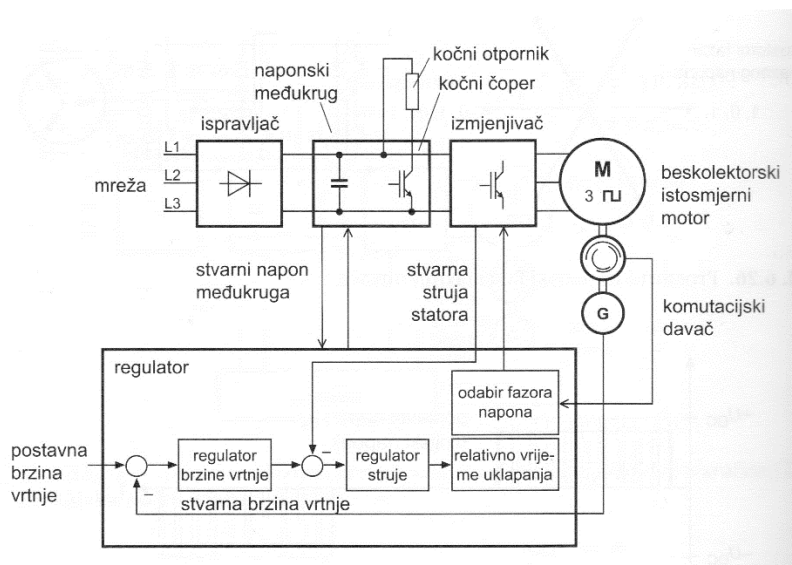 kočni otpornik
naponski
međukrug
kočni čoper
ispravljač
izmjenjivač
L1
L2
L3
mreža
M
3
beskolektorski
istosmjerni
motor
stvarni napon
međukruga
stvarna
struja
statora
G
komutacijski
davač
regulator
odabir fazora
napona
postavna
brzina
vrtnje
regulator
brzine vrtnje
regulator
struje
relativno vrije-
me uklapanja
stvarna brzina vrtnje